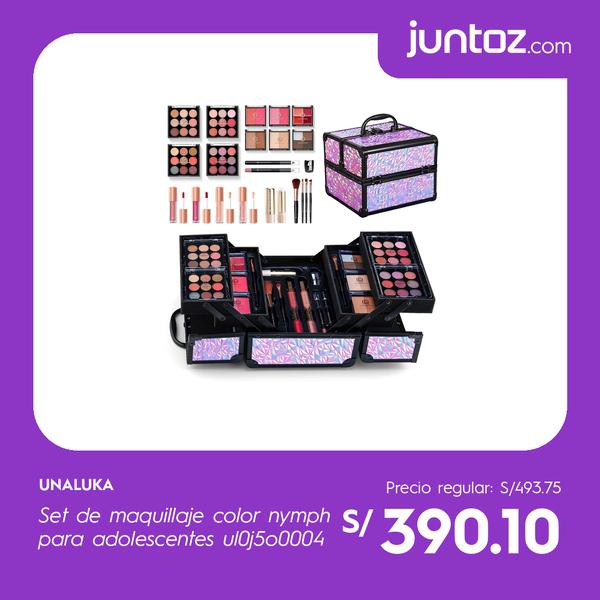 juntoz.com
UNALUKA
Set de maquillaje color nymph
para adolescentes ul0j5o0004
Precio regular: S/493.75
S/390.10